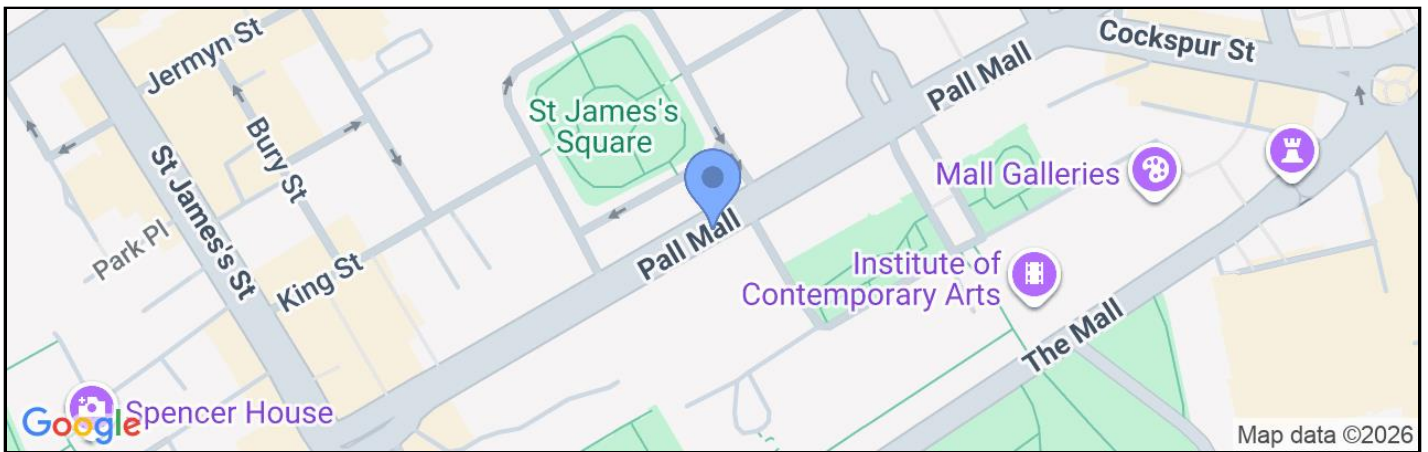 Jermyn St
Cockspur St
Pall Mall
St James's
Square
Bury St
Mall Galleries
St James's St
Park Pl
Pall Mall
King St
Institute of
Contemporary Arts
The Mall
Spencer House
Google
Map data ©2026